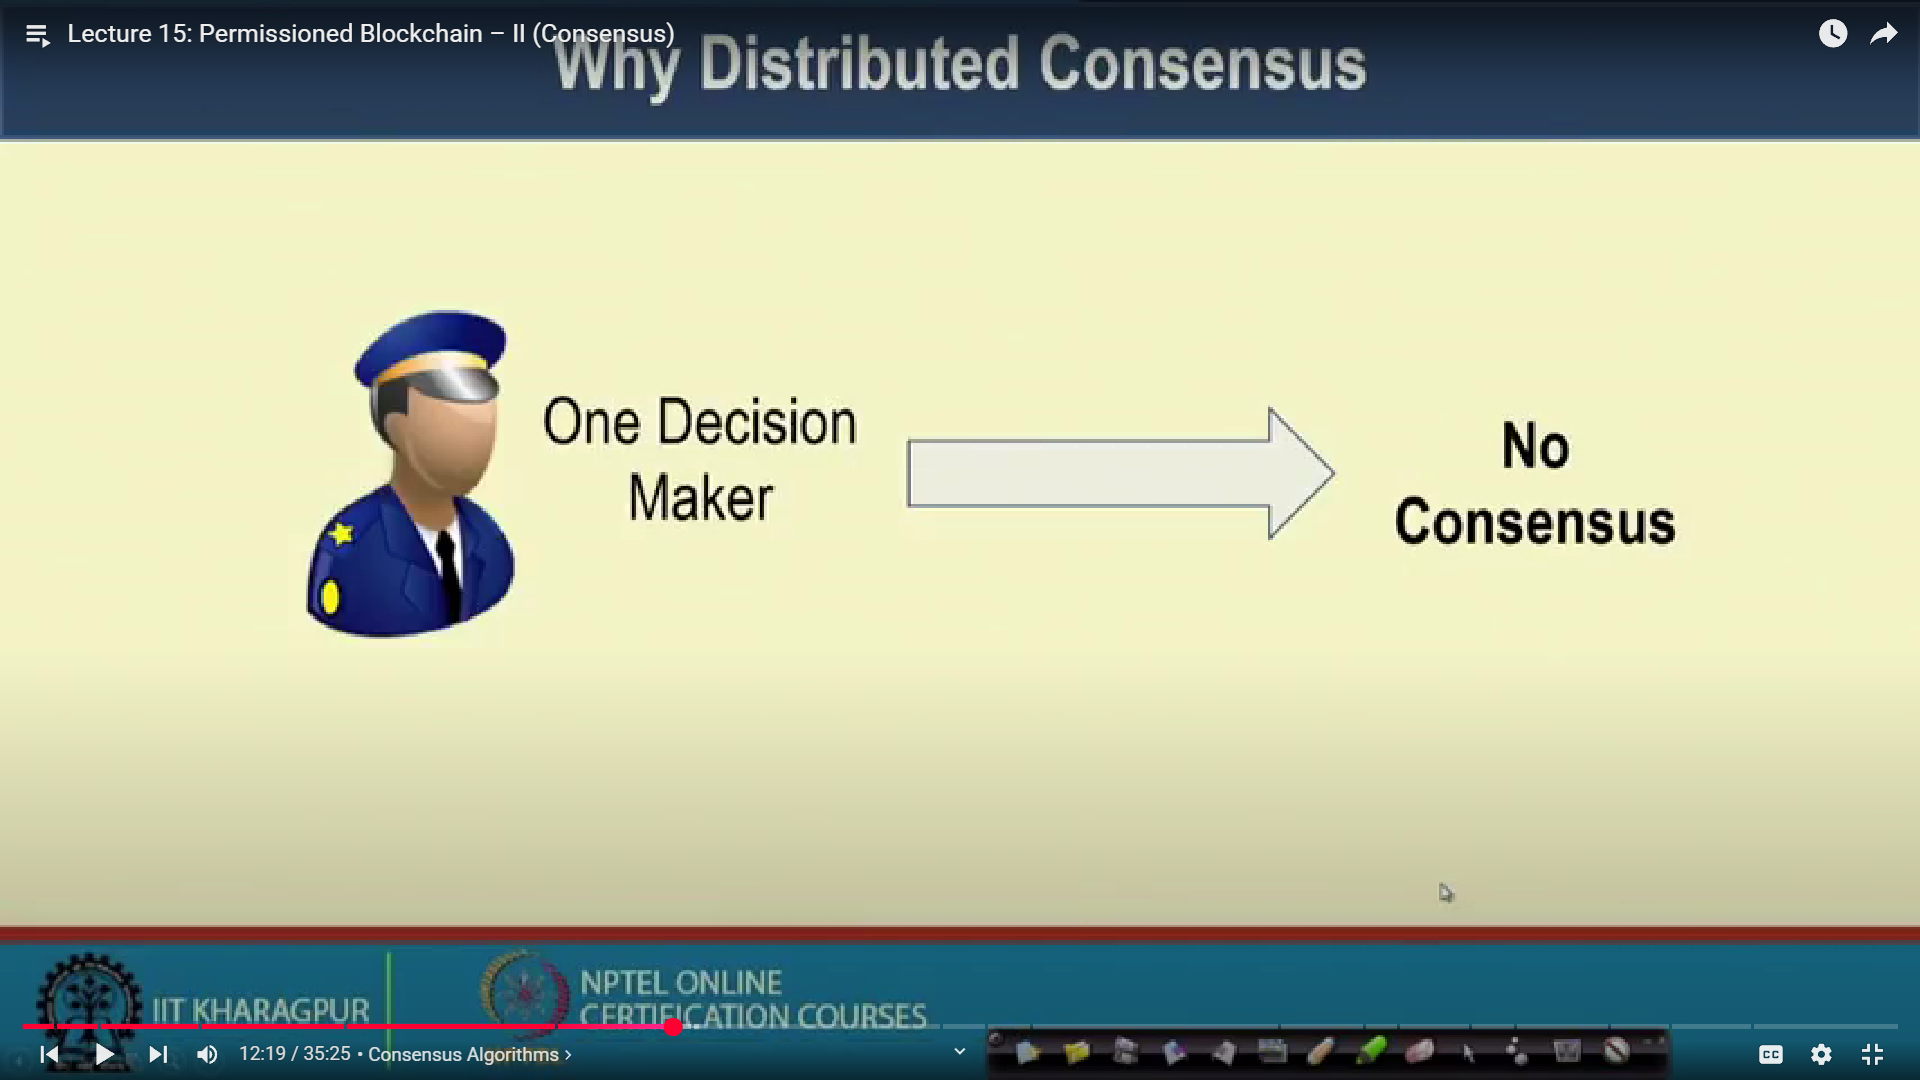 Lecture 15: Permissioned Blockchain – II (Consensus)
Why Distributed Consensus
One Decision
Maker
No
Consensus
IIT KHARAGPUR
NPTEL ONLINE
CERTIFICATION COURSES
12:19 / 35:25 • Consensus Algorithms ›
CC